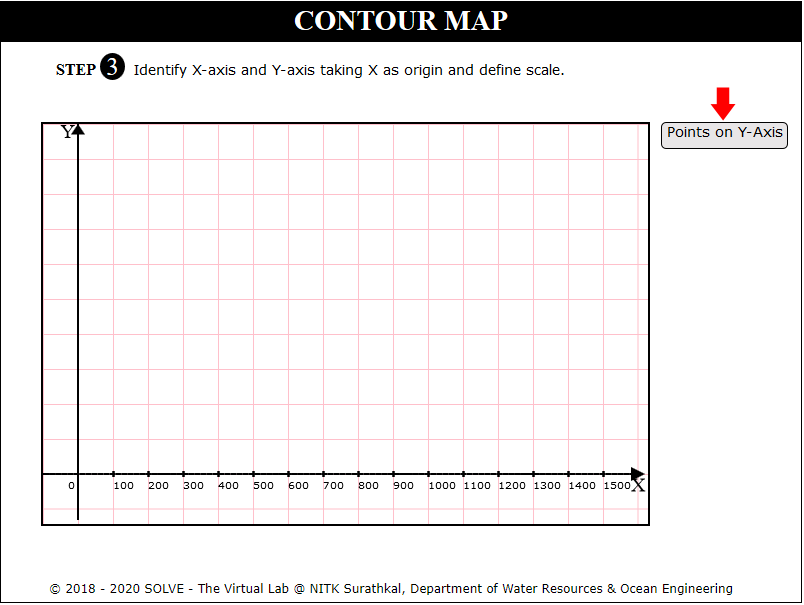 CONTOUR MAP
STEP 3 Identify X-axis and Y-axis taking X as origin and define scale.
Points on Y-Axis
Y
0 100 200 300 400 500 600 700 800 900 1000 1100 1200 1300 1400 1500 X
© 2018 - 2020 SOLVE - The Virtual Lab @ NITK Surathkal, Department of Water Resources & Ocean Engineering